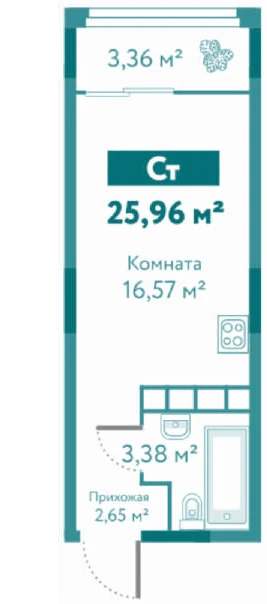 3,36 м²
Ст
25,96 м²
Комната
16,57 м²
3,38 м²
Прихожая
2,65 м²